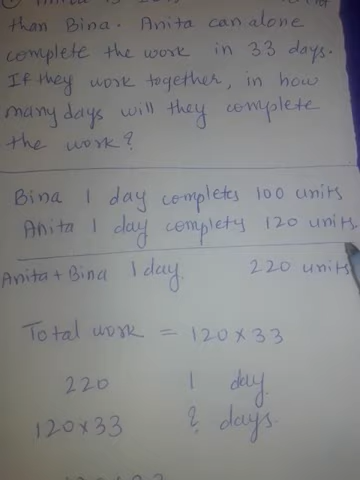 than Bina. Anita can alone
complete the work in 33 days.
If they work together, in how
many days will they complete
the work?
Bina 1 day completes 100 units
Anita 1 day complety 120 units.
Anita + Bina 1 day. 220 units
Total work = 120 × 33
220 1 day
120×33 ? days.